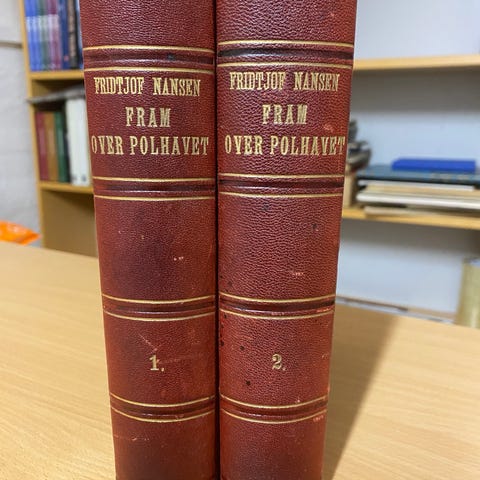 FRIDTJOF NANSEN
FRAM
OVER POLHAVET
1.
FRIDTJOF NANSEN
FRAM
OVER POLHAVET
2.